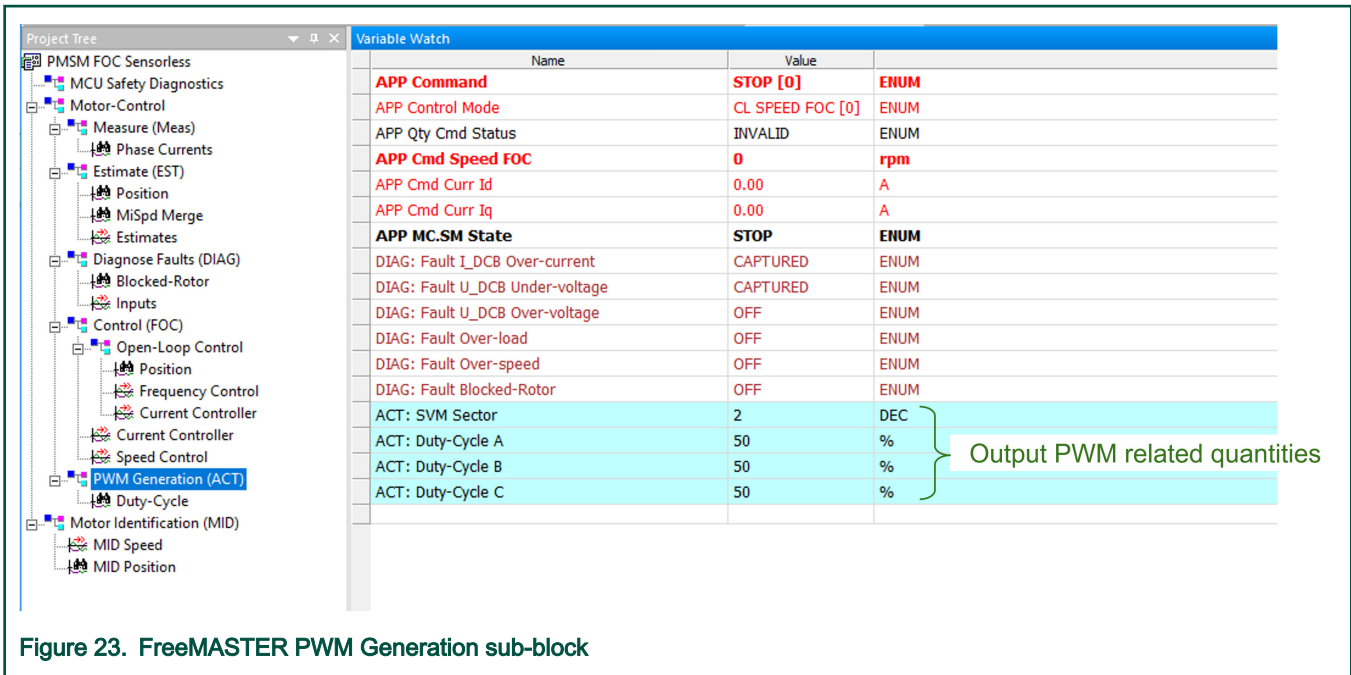 Project Tree
PMSM FOC Sensorless
MCU Safety Diagnostics
Motor-Control
Measure (Meas)
Phase Currents
Estimate (EST)
Position
MiSpd Merge
Estimates
Diagnose Faults (DIAG)
Blocked-Rotor
Inputs
Control (FOC)
Open-Loop Control
Position
Frequency Control
Current Controller
Current Controller
Speed Control
PWM Generation (ACT)
Duty-Cycle
Motor Identification (MID)
MID Speed
MID Position
Variable Watch
Name Value
APP Command STOP [0] ENUM
APP Control Mode CL SPEED FOC [0] ENUM
APP Qty Cmd Status INVALID ENUM
APP Cmd Speed FOC 0 rpm
APP Cmd Curr Id 0.00 A
APP Cmd Curr Iq 0.00 A
APP MC.SM State STOP ENUM
DIAG: Fault I_DCB Over-current CAPTURED ENUM
DIAG: Fault U_DCB Under-voltage CAPTURED ENUM
DIAG: Fault U_DCB Over-voltage OFF ENUM
DIAG: Fault Over-load OFF ENUM
DIAG: Fault Over-speed OFF ENUM
DIAG: Fault Blocked-Rotor OFF ENUM
ACT: SVM Sector 2 DEC
ACT: Duty-Cycle A 50 %
ACT: Duty-Cycle B 50 %
ACT: Duty-Cycle C 50 %
Output PWM related quantities
Figure 23. FreeMASTER PWM Generation sub-block